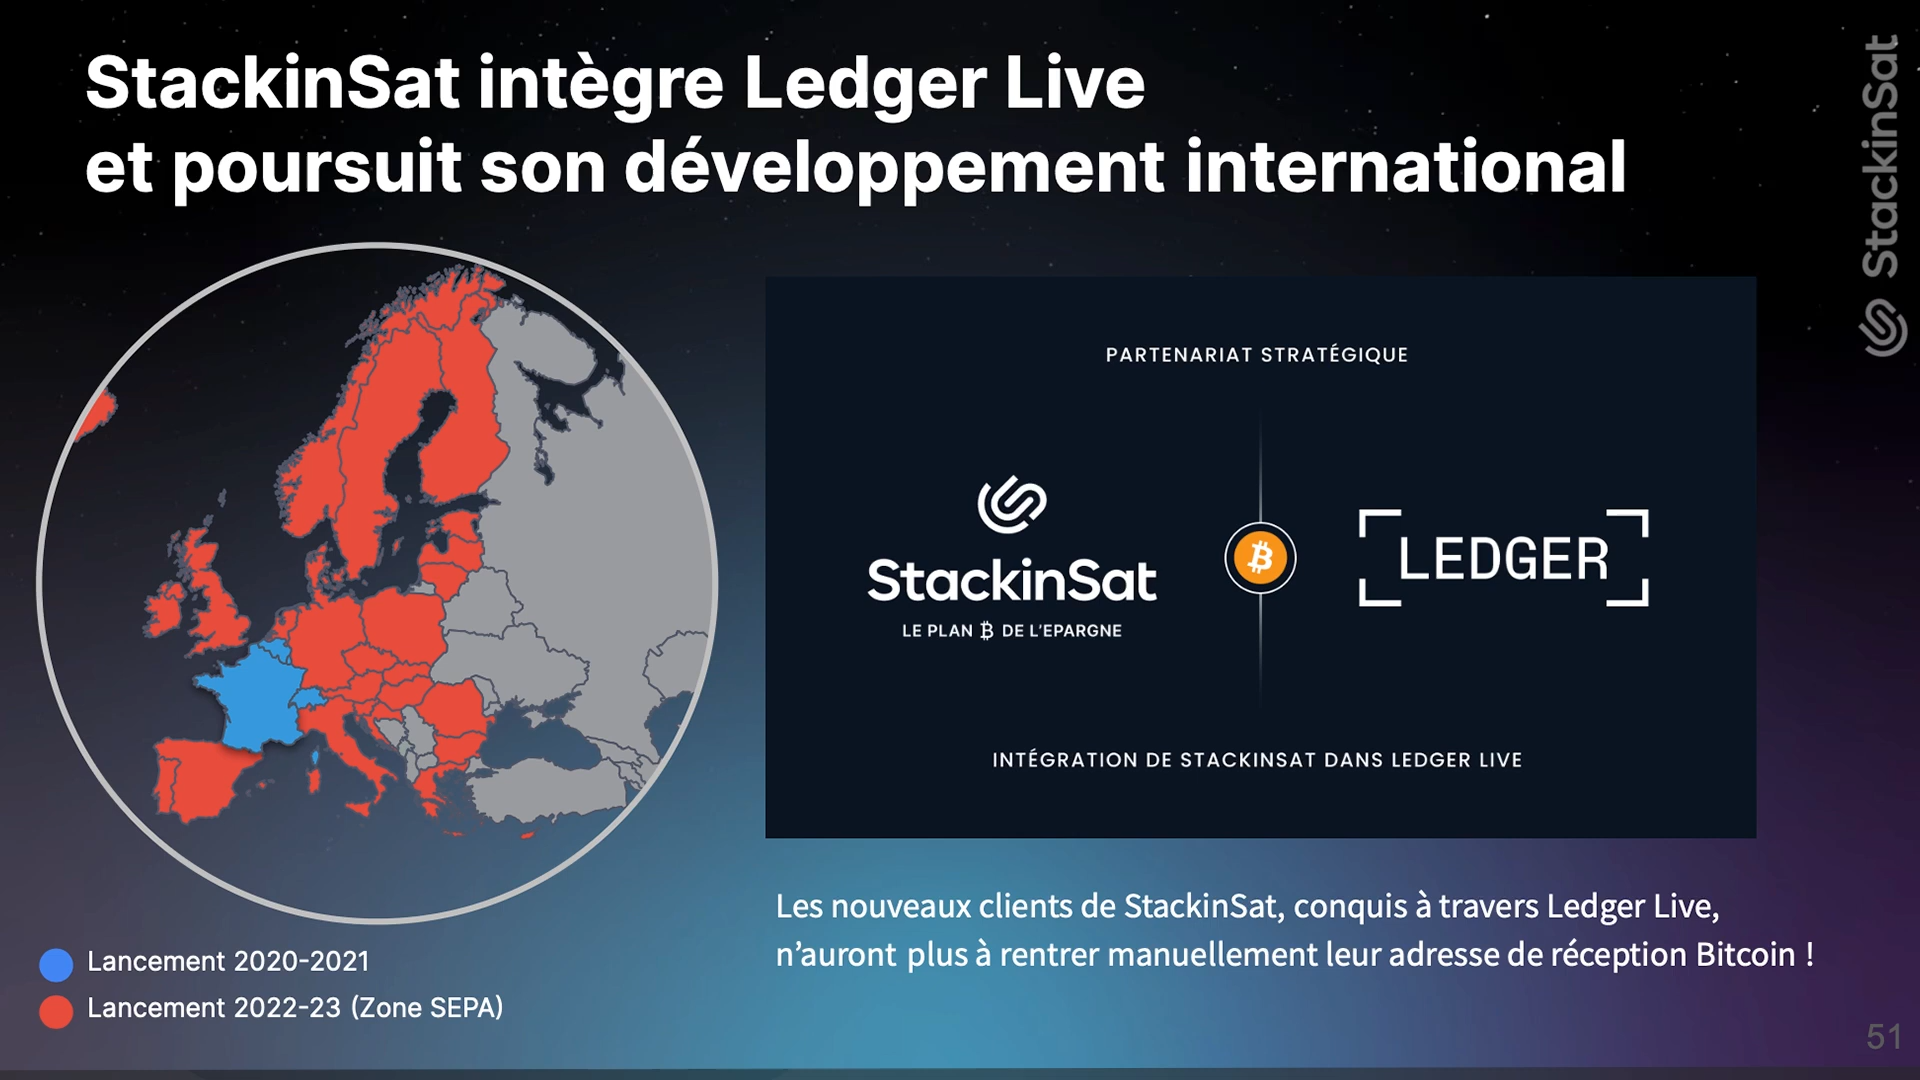 StackinSat intègre Ledger Live
et poursuit son développement international
StackinSat
PARTENARIAT STRATÉGIQUE
StackinSat
LE PLAN ₿ DE L'EPARGNE
₿
LEDGER
INTÉGRATION DE STACKINSAT DANS LEDGER LIVE
Les nouveaux clients de StackinSat, conquis à travers Ledger Live,
n’auront plus à rentrer manuellement leur adresse de réception Bitcoin !
Lancement 2020-2021
Lancement 2022-23 (Zone SEPA)
51